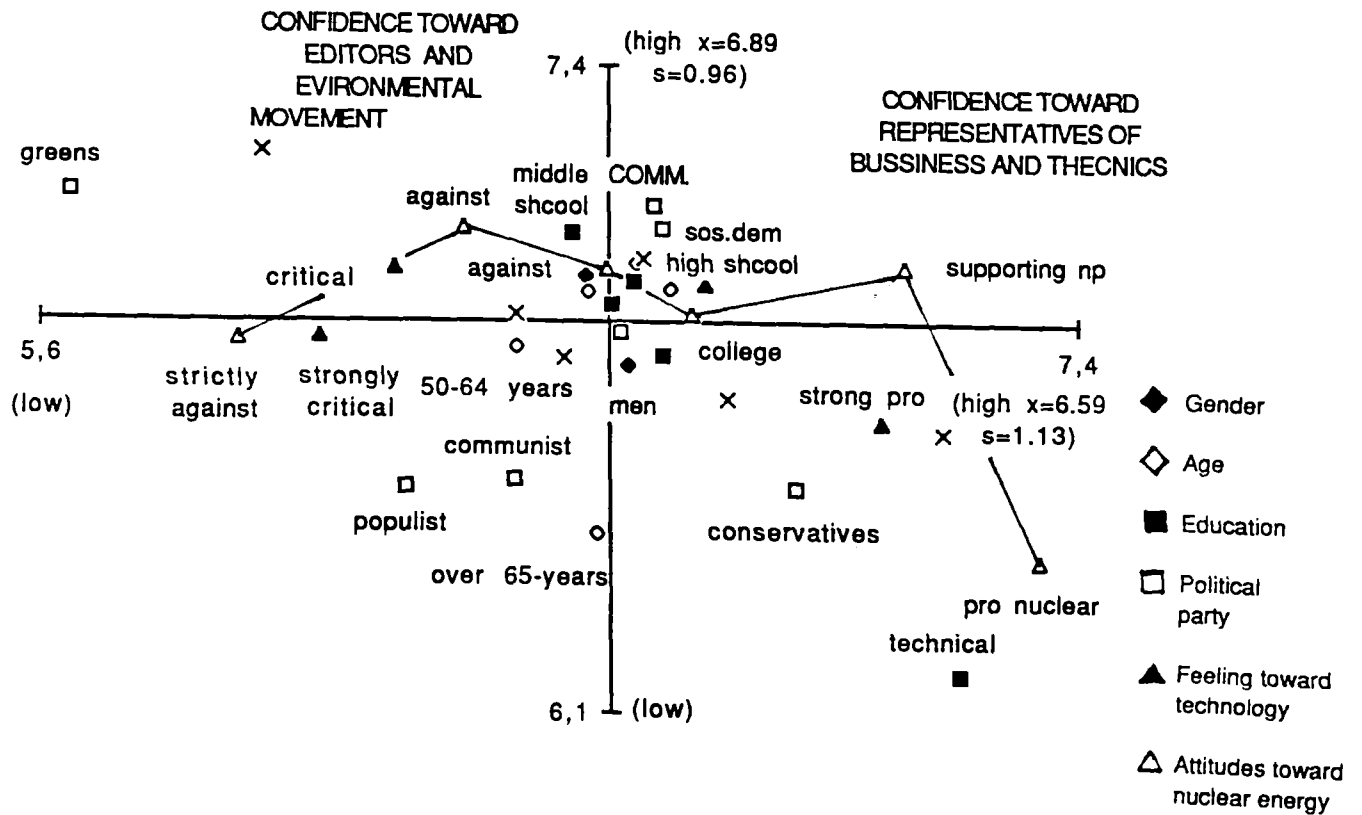 CONFIDENCE TOWARD
EDITORS AND
EVIRONMENTAL
MOVEMENT
7,4
(high x=6.89
s=0.96)
CONFIDENCE TOWARD
REPRESENTATIVES OF
BUSSINESS AND THECNICS
greens
against
middle
shcool
COMM.
sos.dem
high shcool
critical
against
supporting np
5,6
(low)
strictly
against
strongly
critical
50-64 years
men
college
7,4
strong pro
(high x=6.59
s=1.13)
communist
populist
conservatives
over 65-years
pro nuclear
technical
6,1
(low)
Gender
Age
Education
Political
party
Feeling toward
technology
Attitudes toward
nuclear energy